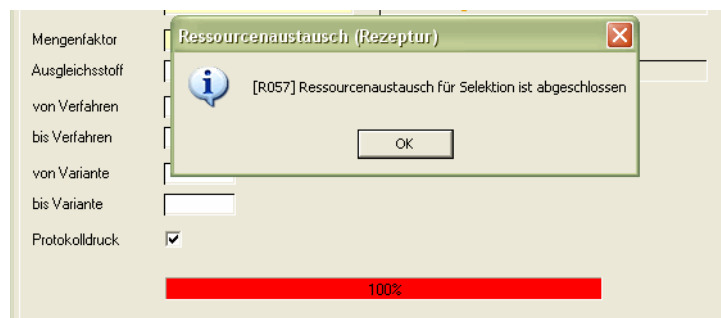 Mengenfaktor
Ressourcenaustausch (Rezeptur)
Ausgleichsstoff
[R057] Ressourcenaustausch für Selektion ist abgeschlossen
von Verfahren
bis Verfahren
OK
von Variante
bis Variante
Protokolldruck
100%